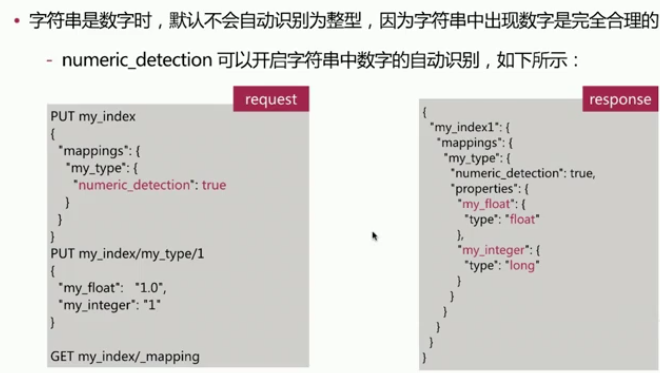 • 字符串是数字时，默认不会自动识别为整型，因为字符串中出现数字是完全合理的
- numeric_detection 可以开启字符串中数字的自动识别，如下所示：
request
PUT my_index
{
"mappings": {
"my_type": {
"numeric_detection": true
}
}
}
PUT my_index/my_type/1
{
"my_float": "1.0",
"my_integer": "1"
}
GET my_index/_mapping
response
{
"my_index1": {
"mappings": {
"my_type": {
"numeric_detection": true,
"properties": {
"my_float": {
"type": "float"
},
"my_integer": {
"type": "long"
}
}
}
}
}
}